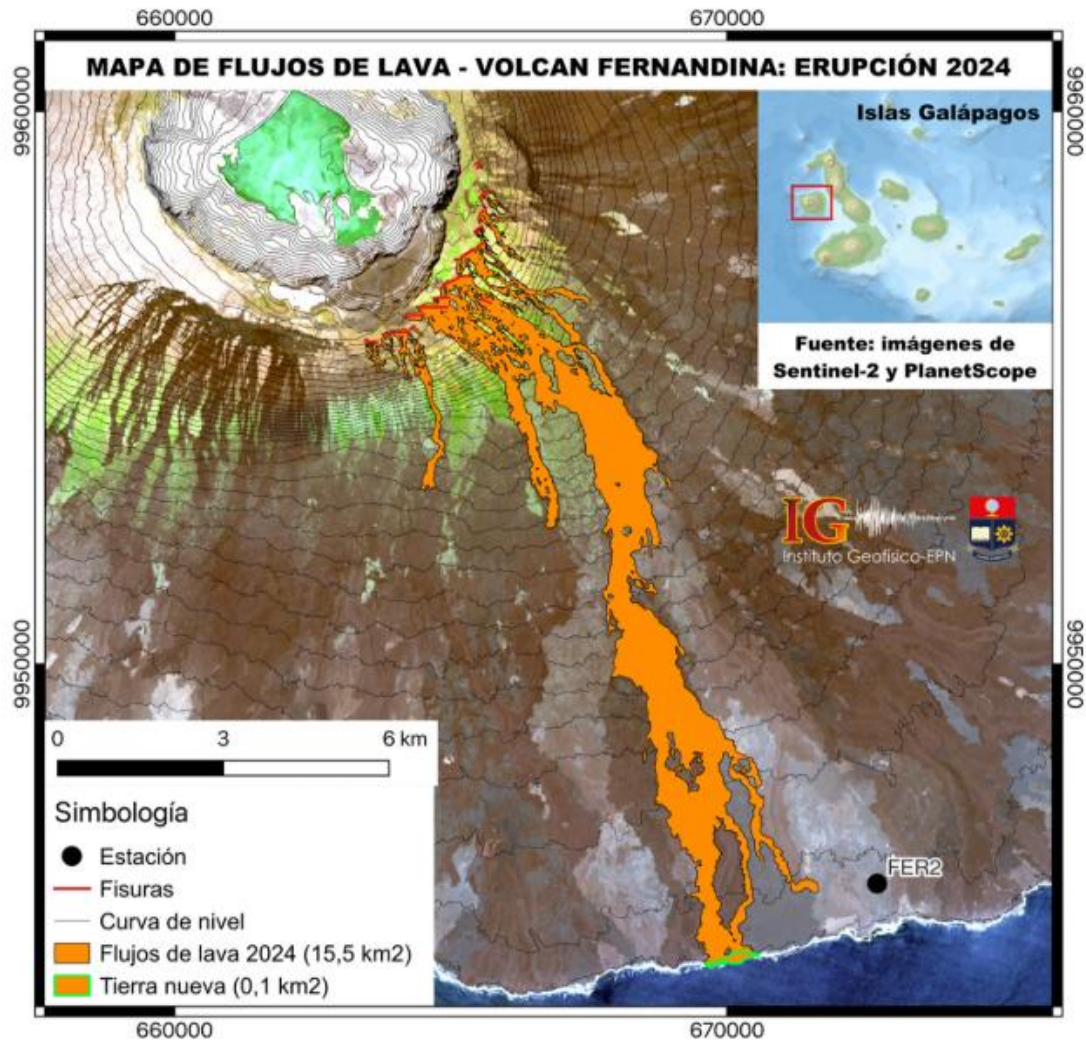 660000
670000
MAPA DE FLUJOS DE LAVA - VOLCAN FERNANDINA: ERUPCIÓN 2024
9960000
9960000
Islas Galápagos
Fuente: imágenes de
Sentinel-2 y PlanetScope
IG
Instituto Geofísico-EPN
9950000
9950000
0 3 6 km
Simbología
Estación
Fisuras
Curva de nivel
Flujos de lava 2024 (15,5 km2)
Tierra nueva (0,1 km2)
FER2
660000
670000